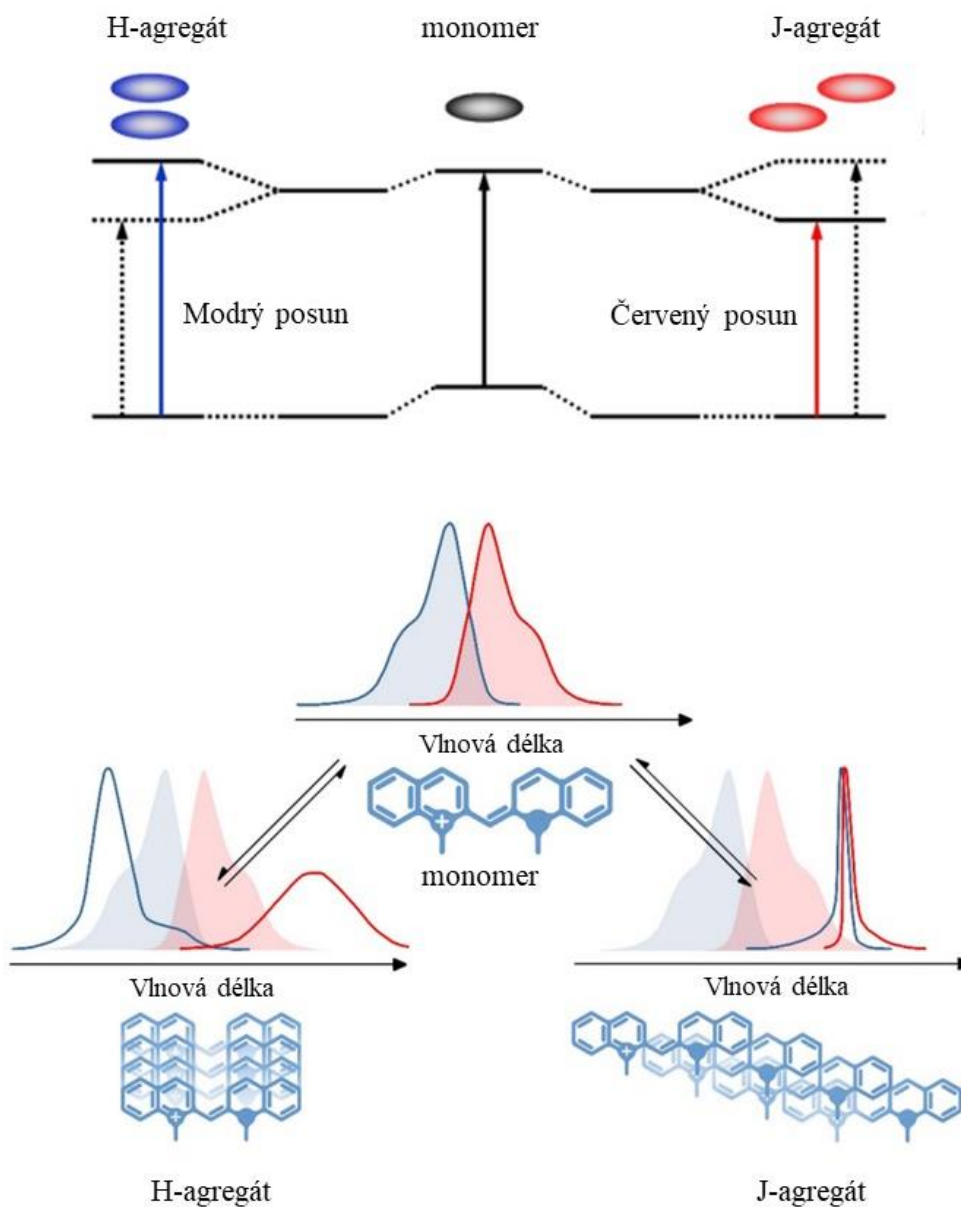 H-agregát monomer J-agregát
Modrý posun Červený posun
Vlnová délka
+
monomer
Vlnová délka Vlnová délka
+ +
H-agregát J-agregát